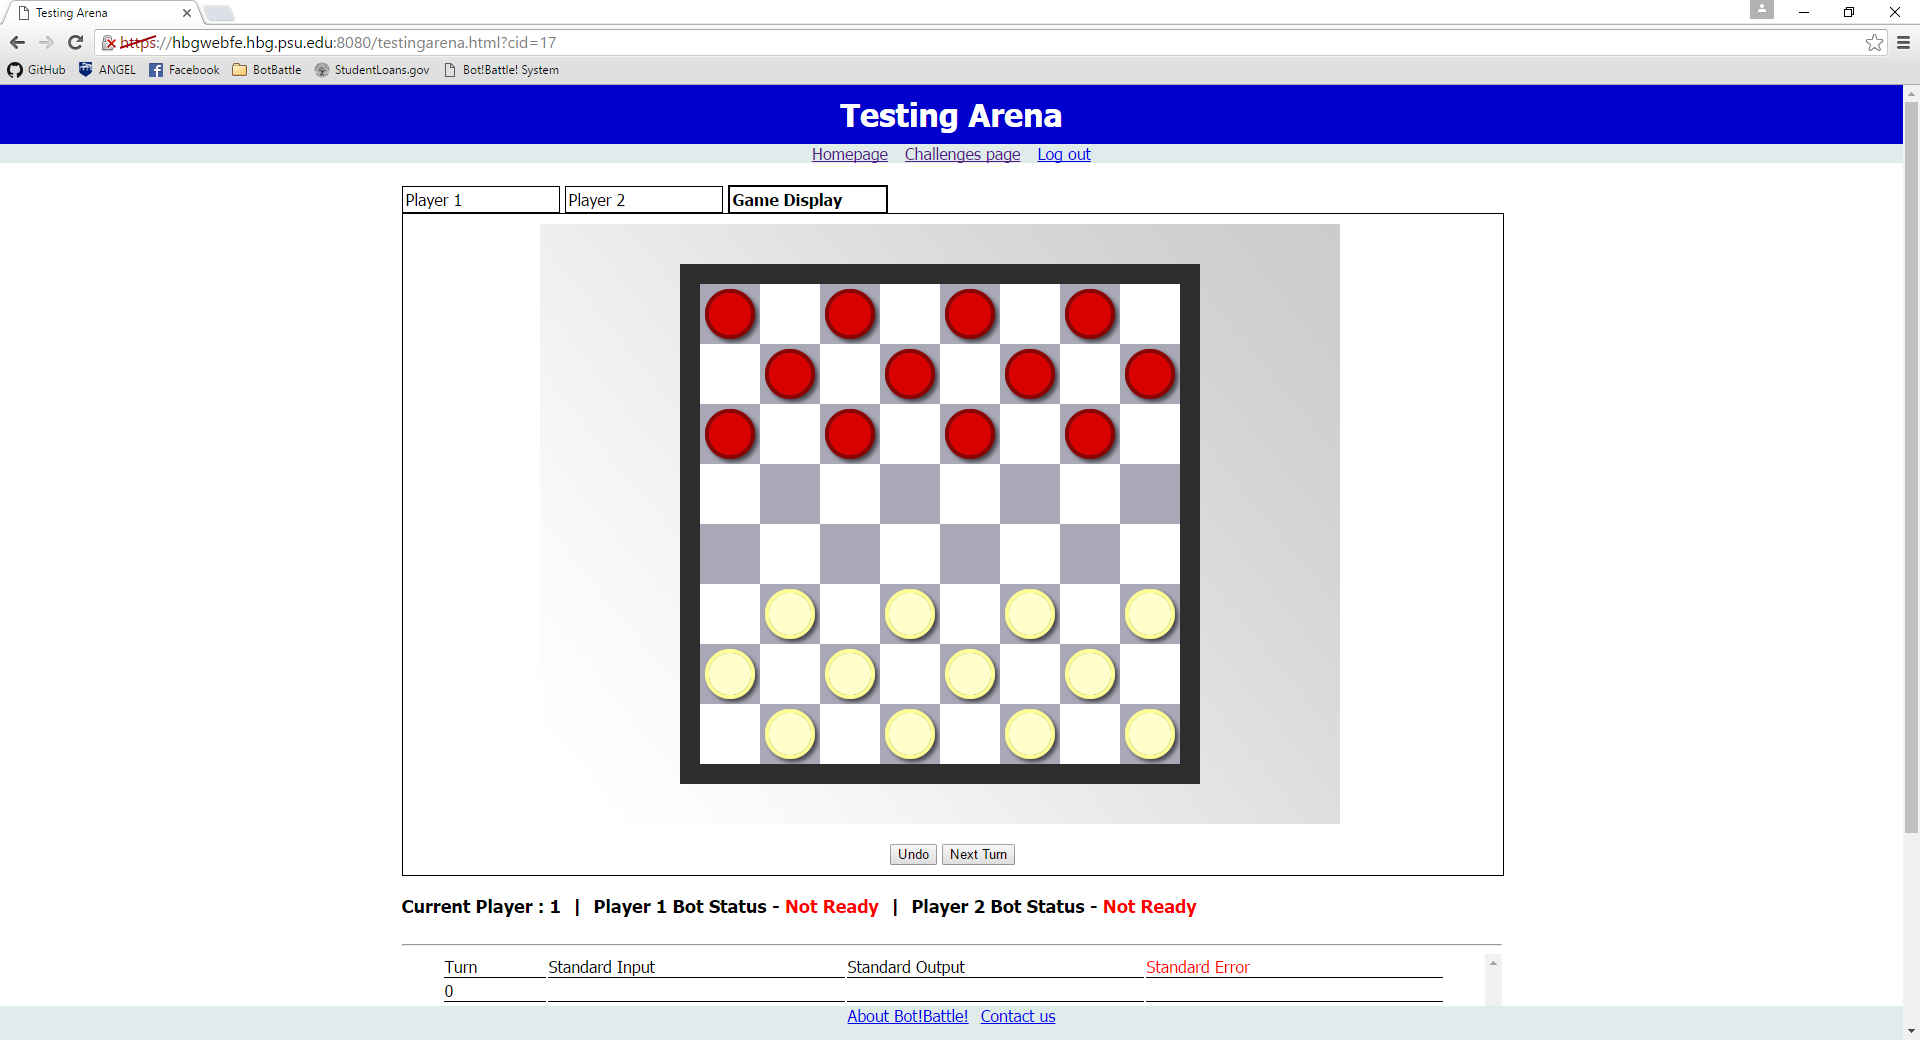 Testing Arena
https://hbgwebfe.hbg.psu.edu:8080/testingarena.html?cid=17
GitHub ANGEL Facebook BotBattle StudentLoans.gov Bot!Battle! System
Testing Arena
Homepage Challenges page Log out
Player 1 Player 2 Game Display
Undo Next Turn
Current Player : 1 | Player 1 Bot Status - Not Ready | Player 2 Bot Status - Not Ready
Turn Standard Input Standard Output Standard Error
0
About Bot!Battle! Contact us